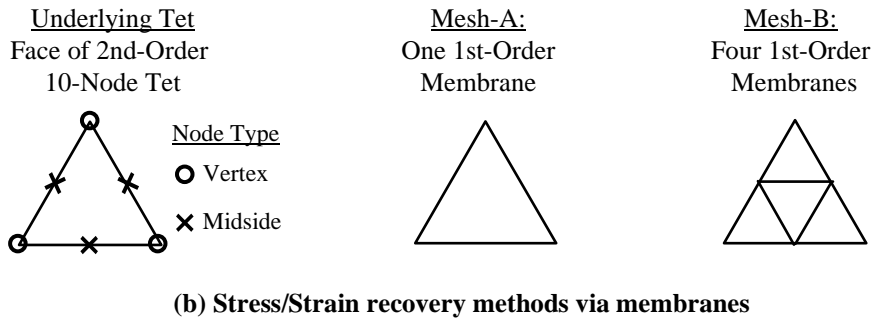 Underlying Tet
Face of 2nd-Order
10-Node Tet
Mesh-A:
One 1st-Order
Membrane
Mesh-B:
Four 1st-Order
Membranes
Node Type
Vertex
Midside
(b) Stress/Strain recovery methods via membranes